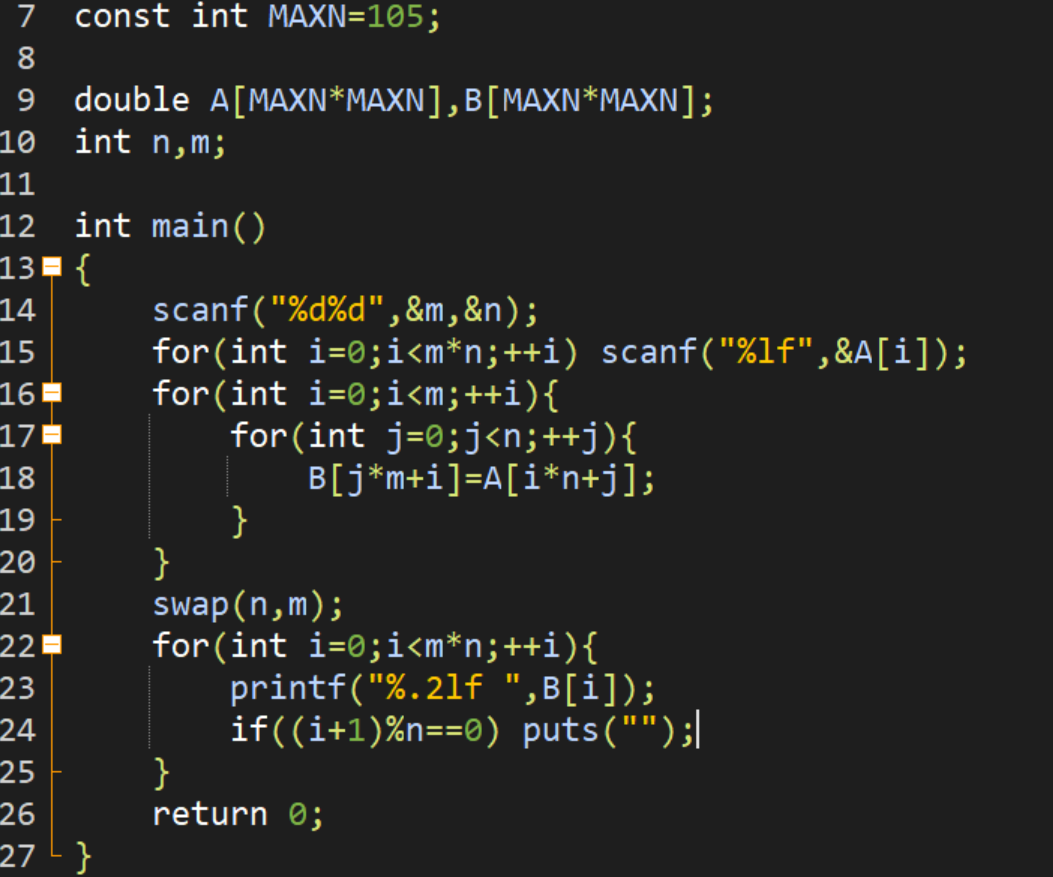 7 const int MAXN=105;
8
9 double A[MAXN*MAXN],B[MAXN*MAXN];
10 int n,m;
11
12 int main()
13 {
14 scanf("%d%d",&m,&n);
15 for(int i=0;i<m*n;++i) scanf("%lf",&A[i]);
16 for(int i=0;i<m;++i){
17 for(int j=0;j<n;++j){
18 B[j*m+i]=A[i*n+j];
19 }
20 }
21 swap(n,m);
22 for(int i=0;i<m*n;++i){
23 printf("%.2lf ",B[i]);
24 if((i+1)%n==0) puts("");
25 }
26 return 0;
27 }